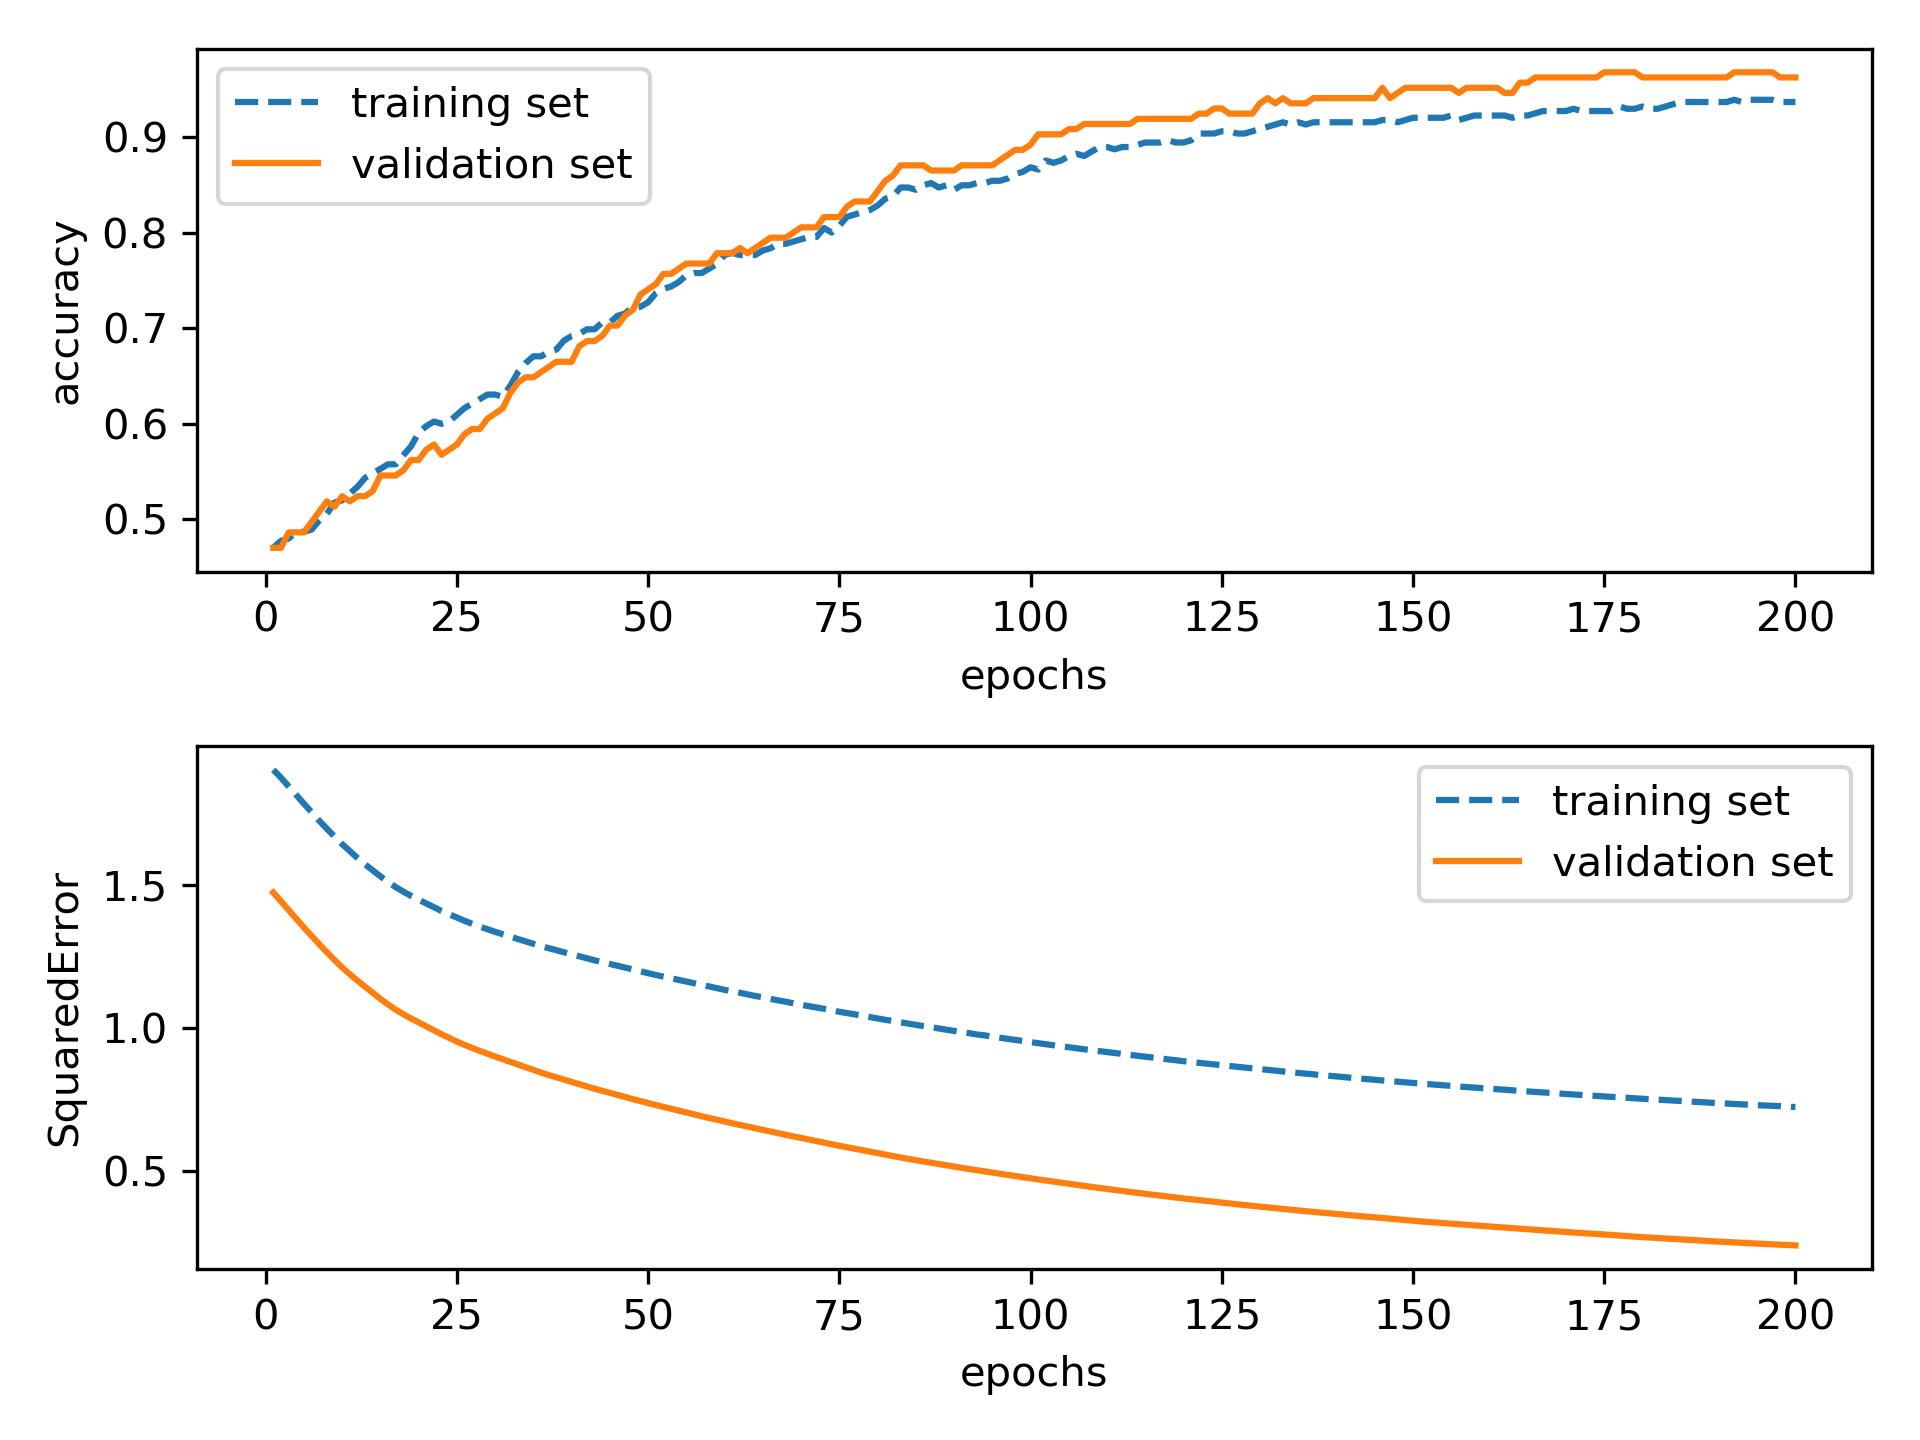 training set
validation set
accuracy
0.9
0.8
0.7
0.6
0.5
0 25 50 75 100 125 150 175 200
epochs
training set
validation set
SquaredError
1.5
1.0
0.5
0 25 50 75 100 125 150 175 200
epochs